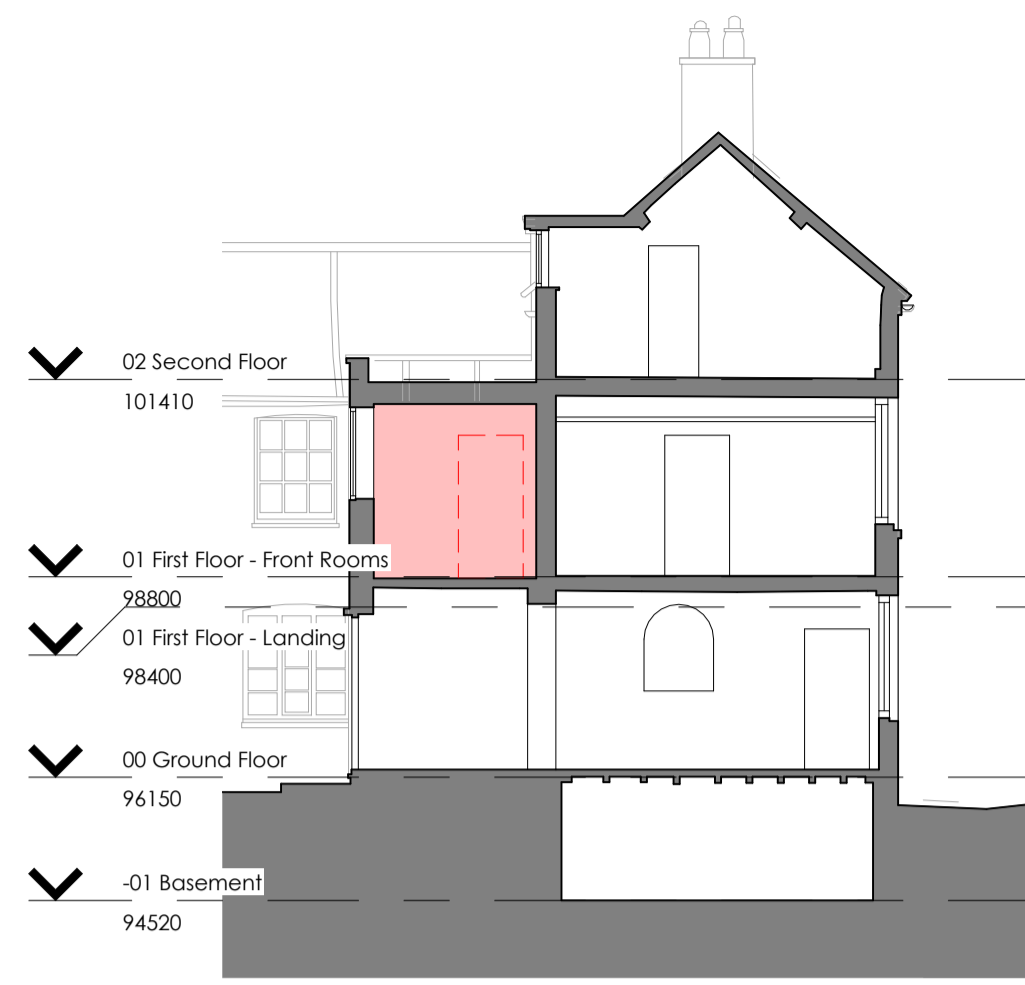 02 Second Floor
101410
01 First Floor - Front Rooms
98800
01 First Floor - Landing
98400
00 Ground Floor
96150
-01 Basement
94520